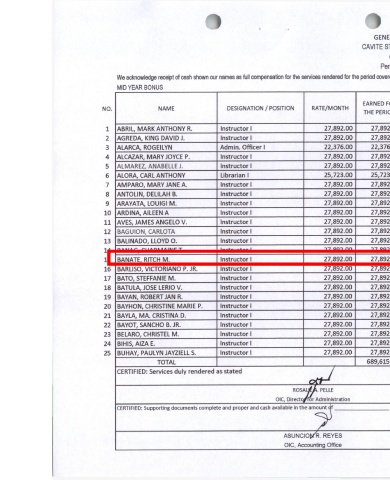 GENE
CAVITE ST
Per
We acknowledge receipt of cash shown our names as full compensation for the services rendered for the period cover
MID YEAR BONUS
NO. NAME DESIGNATION / POSITION RATE/MONTH EARNED F
THE PERIO
1 ABRIL, MARK ANTHONY R. Instructor I 27,892.00 27,892
2 AGREDA, KING DAVID J. Instructor I 27,892.00 27,892
3 ALARCA, ROGEILYN Admin. Officer I 22,376.00 22,376
4 ALCAZAR, MARY JOYCE P. Instructor I 27,892.00 27,892
5 ALMAREZ, ANABELLE J. Instructor I 27,892.00 27,892
6 ALORA, CARL ANTHONY Librarian I 25,723.00 25,723
7 AMPARO, MARY JANE A. Instructor I 27,892.00 27,892
8 ANTOLIN, DELILAH B. Instructor I 27,892.00 27,892
9 ARAYATA, LOUIGI M. Instructor I 27,892.00 27,892
10 ARDINA, AILEEN A Instructor I 27,892.00 27,892
11 AVES, JAMES ANGELO V. Instructor I 27,892.00 27,892
12 BAGUION, CARLOTA Instructor I 27,892.00 27,892
13 BALINADO, LLOYD O. Instructor I 27,892.00 27,892
14 Instructor I 27,892.00 27,892
BANATE, RITCH M. Instructor I 27,892.00 27,892
16 BARLISO, VICTORIANO P. JR. Instructor I 27,892.00 27,892
17 BATO, STEFFANIE M. Instructor I 27,892.00 27,892
18 BATULA, JOSE LERIO V. Instructor I 27,892.00 27,892
19 BAYAN, ROBERT JAN R. Instructor I 27,892.00 27,892
20 BAYHON, CHRISTINE MARIE P. Instructor I 27,892.00 27,892
21 BAYLA, MA. CRISTINA D. Instructor I 27,892.00 27,892
22 BAYOT, SANCHO B. JR. Instructor I 27,892.00 27,892
23 BELARO, CHRISTEL M. Instructor I 27,892.00 27,892
24 BIHIS, AIZA E. Instructor I 27,892.00 27,892
25 BUHAY, PAULYN JAYZIELL S. Instructor I 27,892.00 27,892
TOTAL 689,615
CERTIFIED: Services duly rendered as stated
PELLE
OIC, Director for Administration
CERTIFIED: Supporting documents complete and proper and cash available in the amount of
ASUNCION R. REYES
OIC, Accounting Office